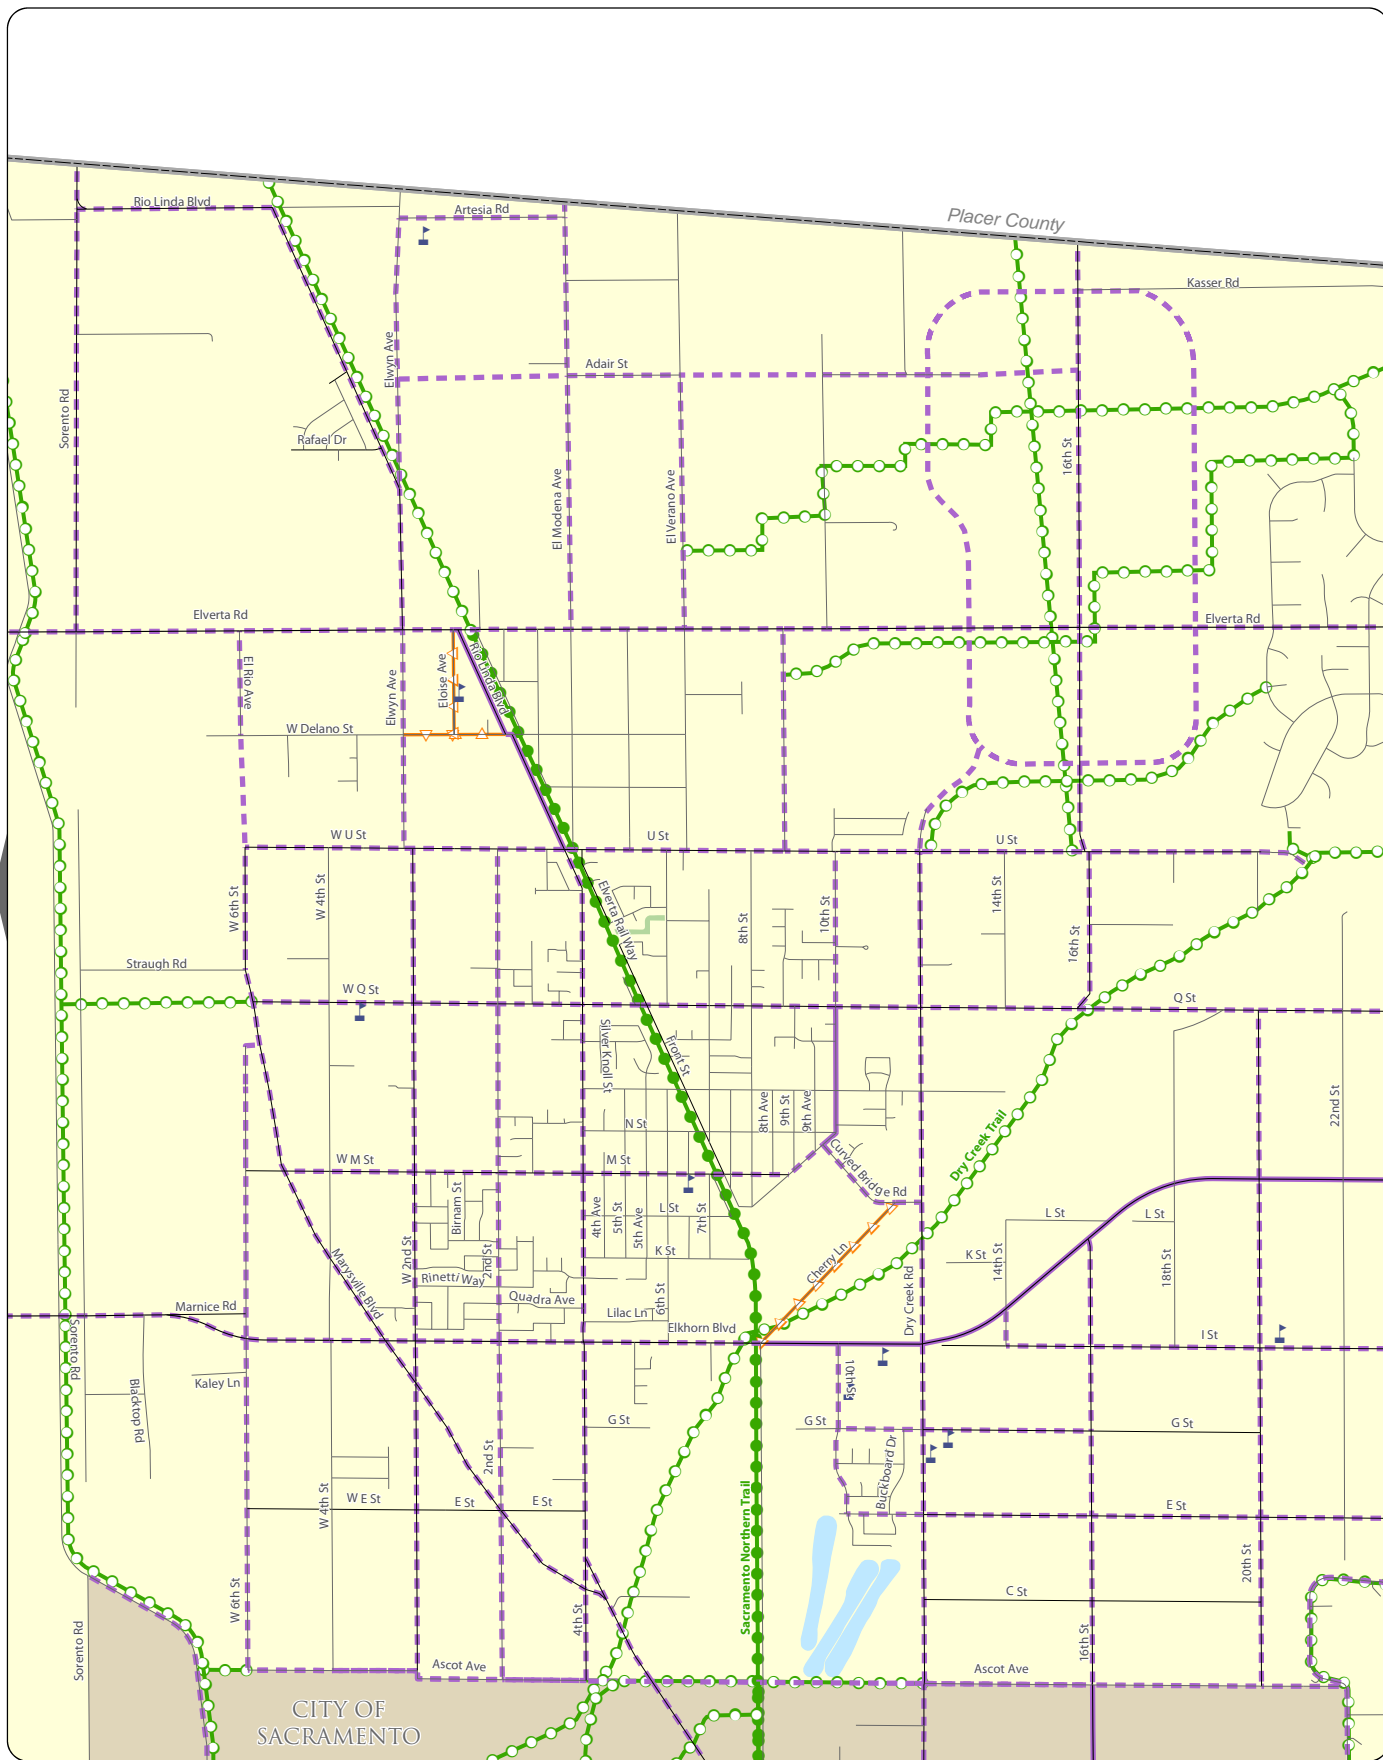 Rio Linda Blvd
Artesia Rd
Placer County
Kasser Rd
Elwyn Ave
Adair St
Sorento Rd
Rafael Dr
16th St
El Modena Ave
El Verano Ave
Elverta Rd
Elverta Rd
El Rio Ave
Elwyn Ave
Eloise Ave
Rio Linda Blvd
W Delano St
W U St
U St
U St
W 6th St
W 4th St
Elverta Rail Way
8th St
10th St
14th St
16th St
Straugh Rd
W Q St
Q St
Silver Knoll St
Front St
22nd St
8th Ave
9th St
9th Ave
N St
Dry Creek Trail
W M St
M St
Curved Bridge Rd
Birnam St
4th Ave
5th St
5th Ave
L St
7th St
L St
L St
W 2nd St
2nd St
K St
K St
14th St
18th St
Cherry Ln
Marysville Blvd
Rinetti Way
Quadra Ave
6th St
Lilac Ln
Dry Creek Rd
Marnice Rd
Elkhorn Blvd
I St
Sorento Rd
Kaley Ln
Blacktop Rd
10th St
G St
G St
G St
2nd St
Buckboard Dr
W 4th St
W E St
E St
E St
E St
Sacramento Northern Trail
20th St
W 6th St
4th St
C St
Sorento Rd
16th St
Ascot Ave
Ascot Ave
CITY OF
SACRAMENTO